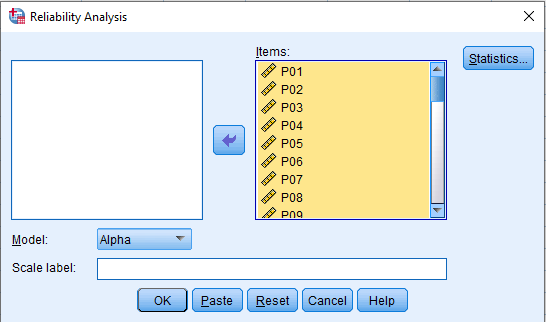 Reliability Analysis
Items:
P01
P02
P03
P04
P05
P06
P07
P08
P09
Statistics...
Model:
Alpha
Scale label:
OK
Paste
Reset
Cancel
Help